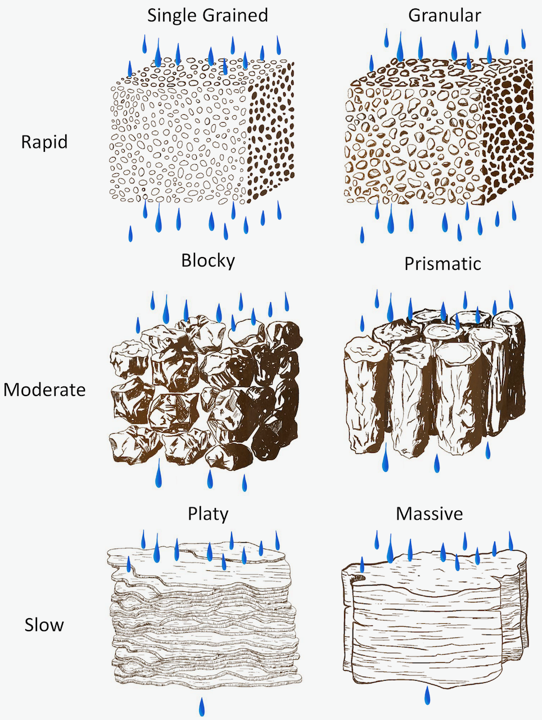 Single Grained
Granular
Rapid
Blocky
Prismatic
Moderate
Platy
Massive
Slow